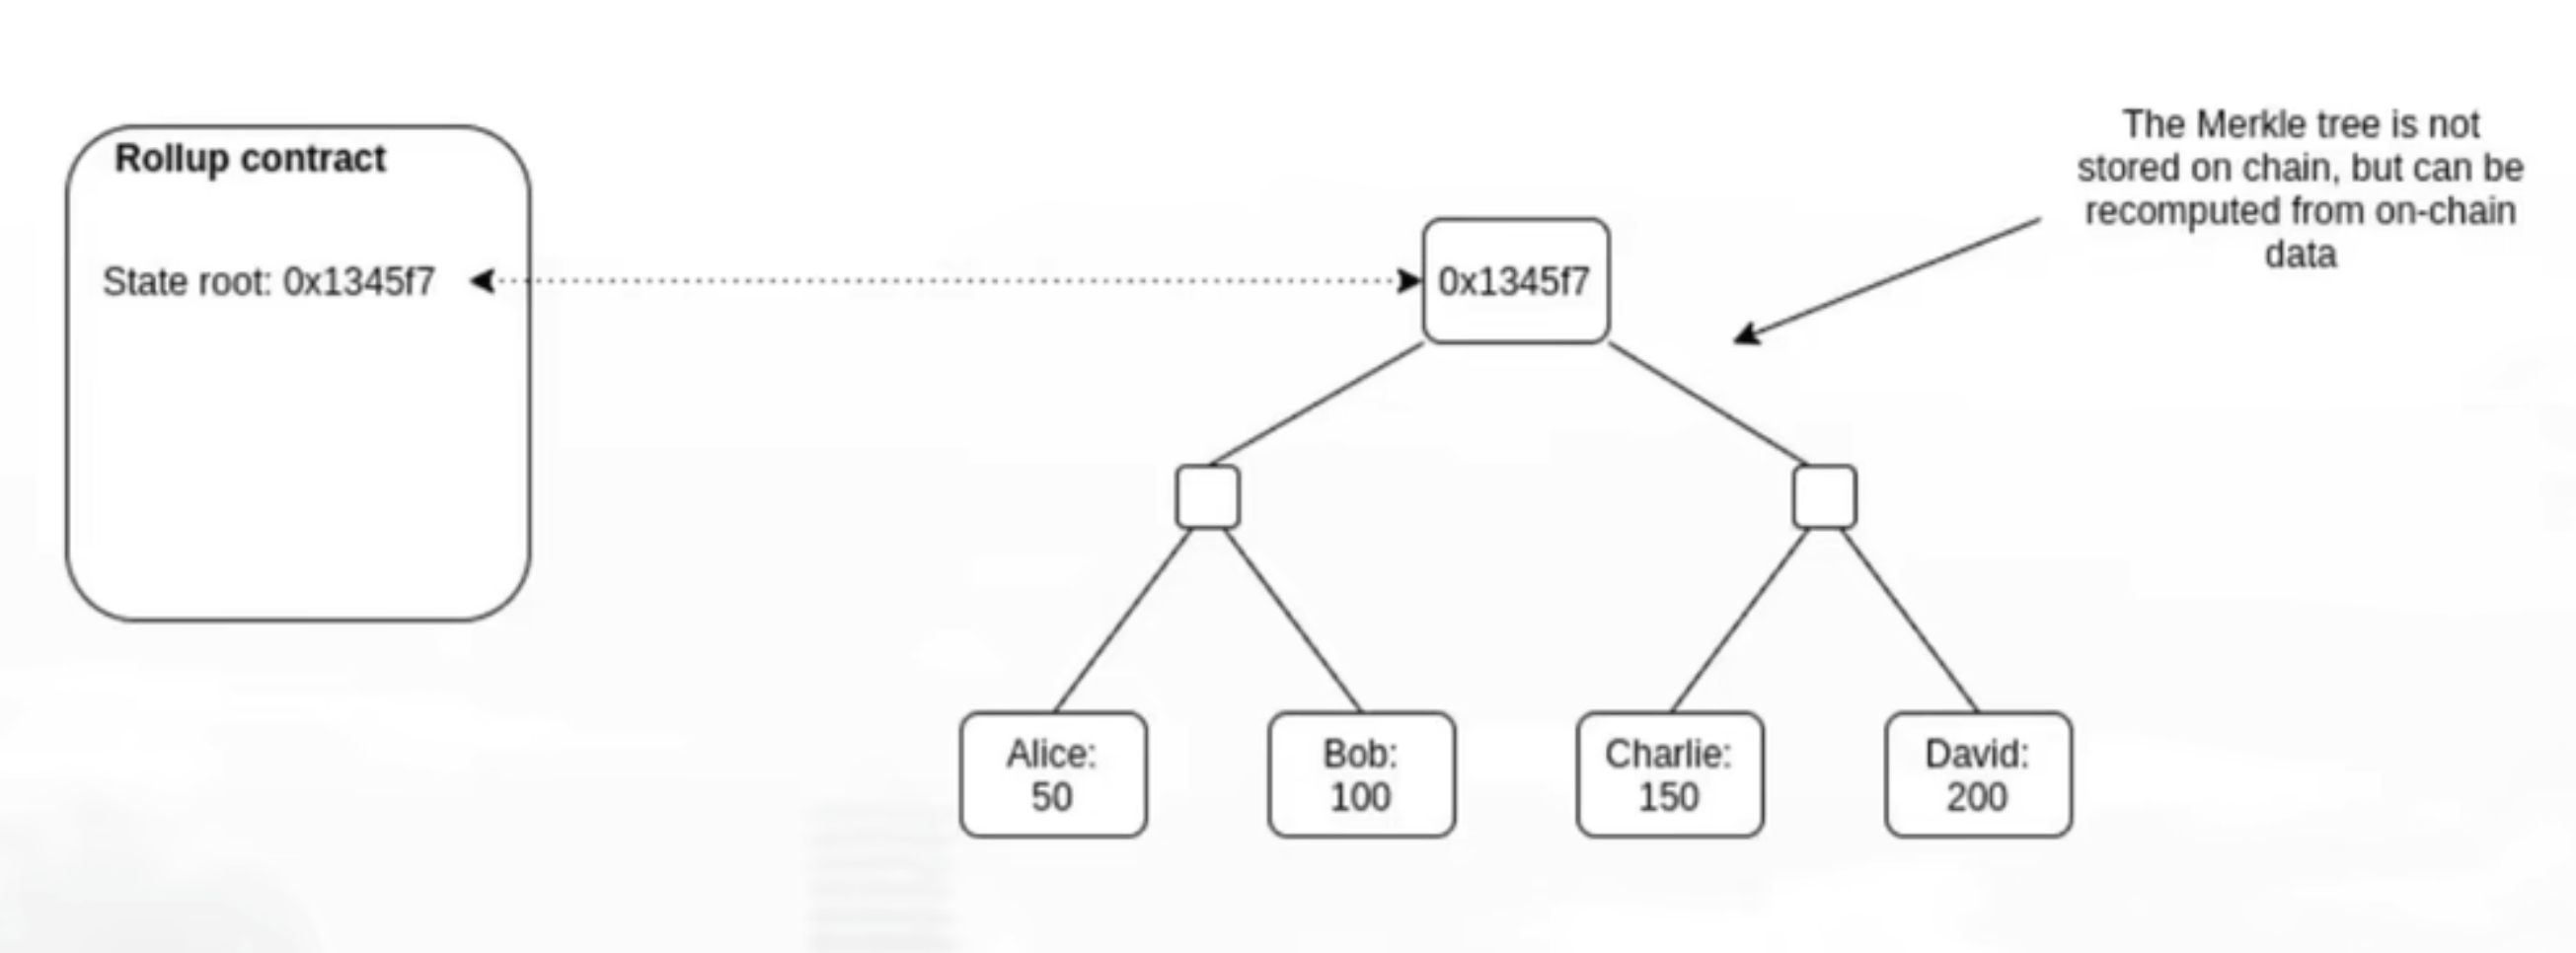 Rollup contract
State root: 0x1345f7
0x1345f7
The Merkle tree is not
stored on chain, but can be
recomputed from on-chain
data
Alice:
50
Bob:
100
Charlie:
150
David:
200